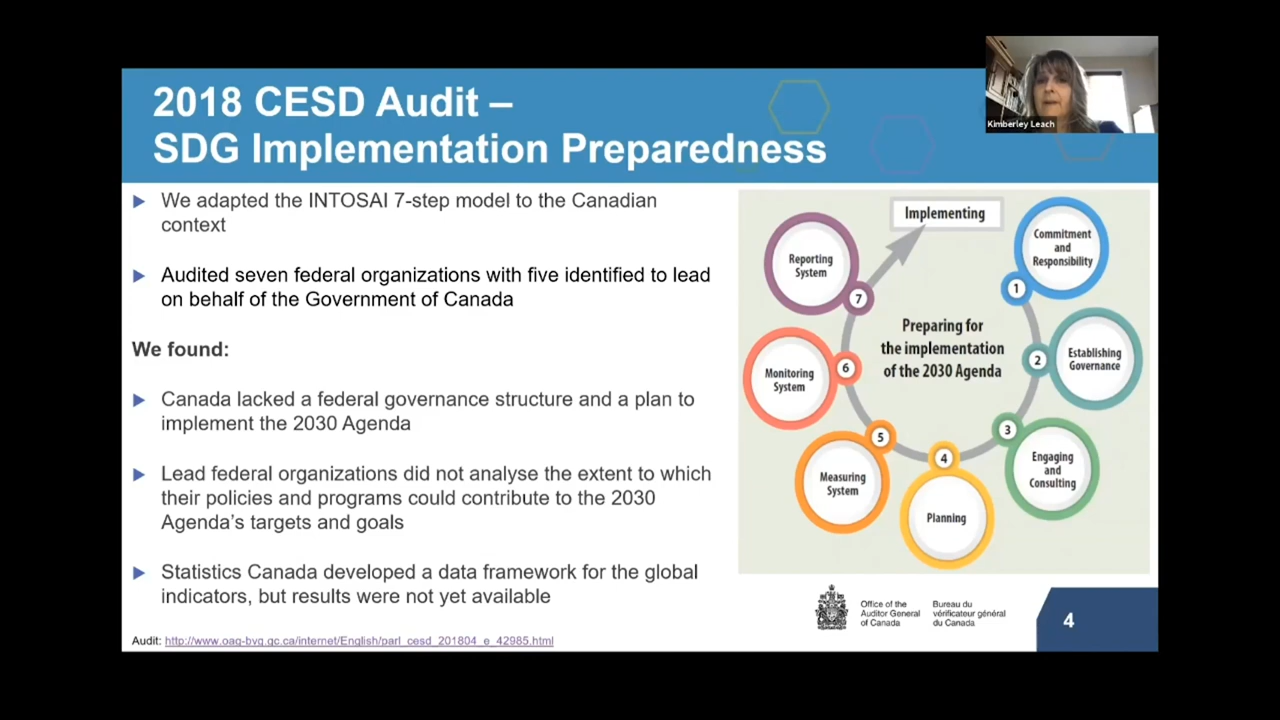 2018 CESD Audit –
SDG Implementation Preparedness
Kimberley Leach
We adapted the INTOSAI 7-step model to the Canadian
context
Audited seven federal organizations with five identified to lead
on behalf of the Government of Canada
We found:
Canada lacked a federal governance structure and a plan to
implement the 2030 Agenda
Lead federal organizations did not analyse the extent to which
their policies and programs could contribute to the 2030
Agenda's targets and goals
Statistics Canada developed a data framework for the global
indicators, but results were not yet available
Audit: http://www.oag-bvg.gc.ca/internet/English/parl_cesd_201804_e_42985.html
Implementing
Preparing for
the implementation
of the 2030 Agenda
1
Commitment
and
Responsibility
2
Establishing
Governance
3
Engaging
and
Consulting
4
Planning
5
Measuring
System
6
Monitoring
System
7
Reporting
System
Office of the
Auditor General
of Canada
Bureau du
vérificateur général
du Canada
4